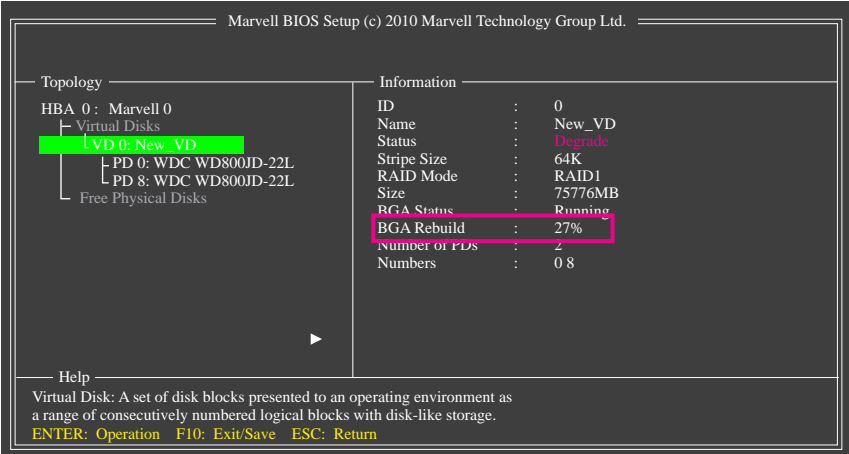 Marvell BIOS Setup (c) 2010 Marvell Technology Group Ltd.
Topology
HBA 0 : Marvell 0
Virtual Disks
VD 0: New_VD
PD 0: WDC WD800JD-22L
PD 8: WDC WD800JD-22L
Free Physical Disks
Information
ID : 0
Name : New_VD
Status : Degrade
Stripe Size : 64K
RAID Mode : RAID1
Size : 75776MB
BGA Status : Running
BGA Rebuild : 27%
Number of PDs : 2
Numbers : 0 8
Help
Virtual Disk: A set of disk blocks presented to an operating environment as
a range of consecutively numbered logical blocks with disk-like storage.
ENTER: Operation F10: Exit/Save ESC: Return